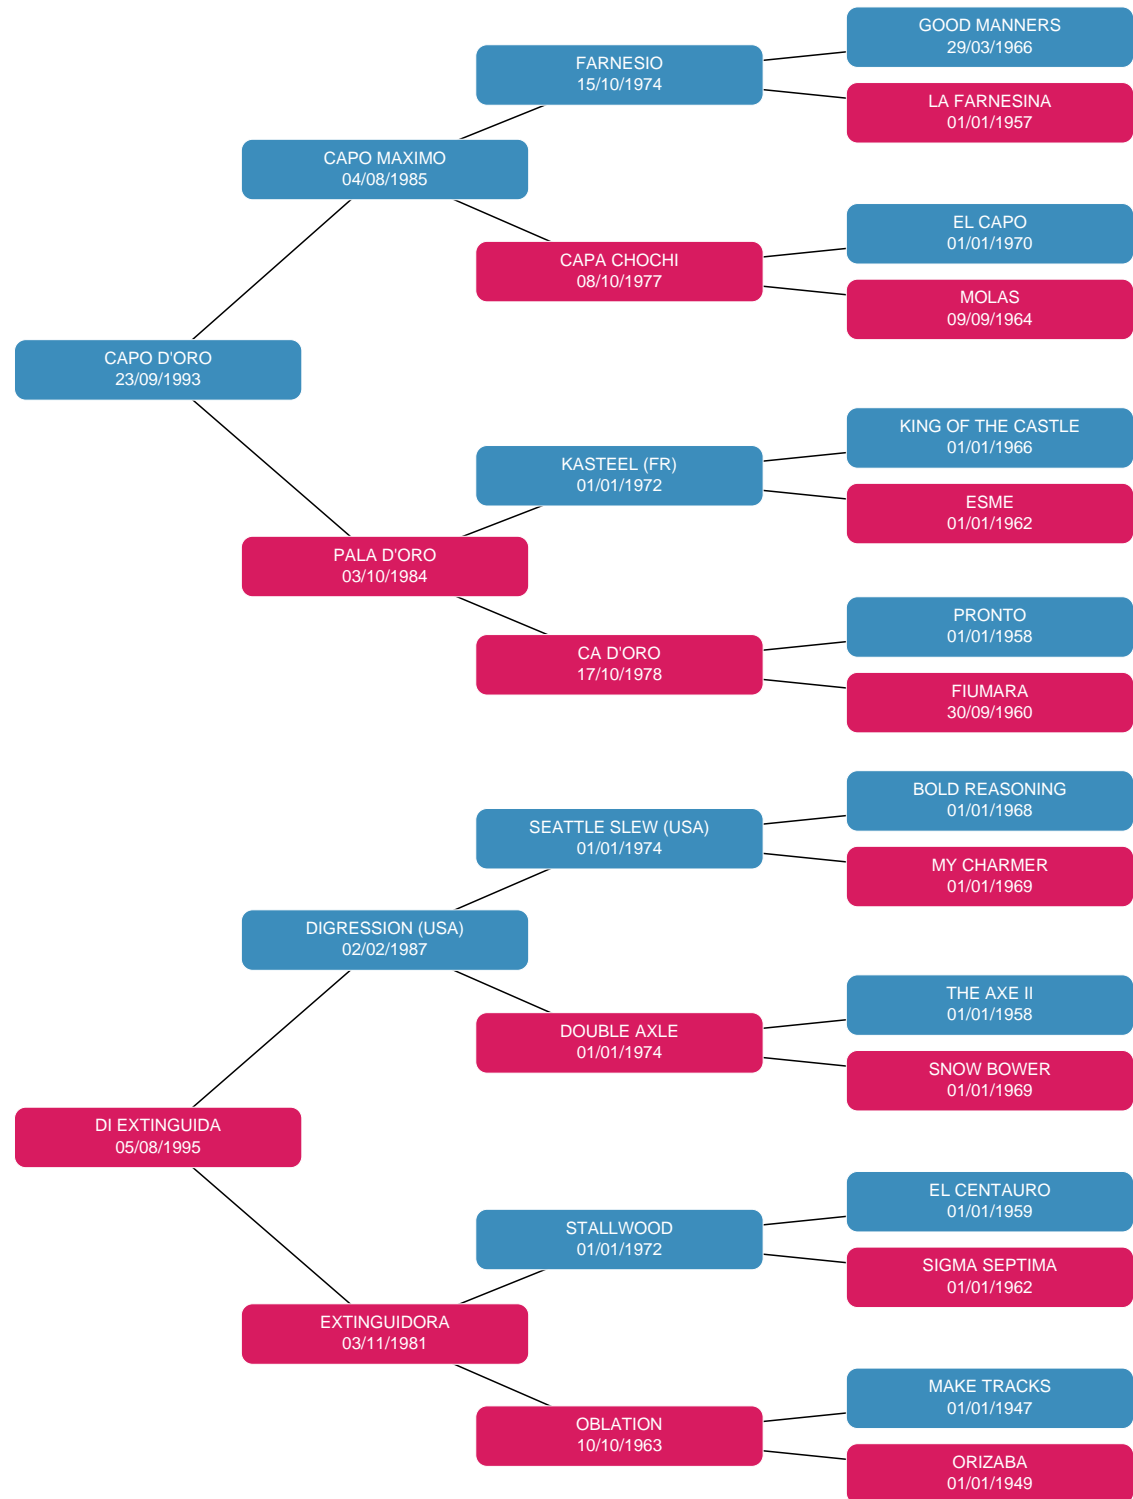 GOOD MANNERS
29/03/1966
FARNESIO
15/10/1974
LA FARNESINA
01/01/1957
CAPO MAXIMO
04/08/1985
EL CAPO
01/01/1970
CAPA CHOCHI
08/10/1977
MOLAS
09/09/1964
CAPO D'ORO
23/09/1993
KING OF THE CASTLE
01/01/1966
KASTEEL (FR)
01/01/1972
ESME
01/01/1962
PALA D'ORO
03/10/1984
PRONTO
01/01/1958
CA D'ORO
17/10/1978
FIUMARA
30/09/1960
BOLD REASONING
01/01/1968
SEATTLE SLEW (USA)
01/01/1974
MY CHARMER
01/01/1969
DIGRESSION (USA)
02/02/1987
THE AXE II
01/01/1958
DOUBLE AXLE
01/01/1974
SNOW BOWER
01/01/1969
DI EXTINGUIDA
05/08/1995
EL CENTAURO
01/01/1959
STALLWOOD
01/01/1972
SIGMA SEPTIMA
01/01/1962
EXTINGUIDORA
03/11/1981
MAKE TRACKS
01/01/1947
OBLATION
10/10/1963
ORIZABA
01/01/1949